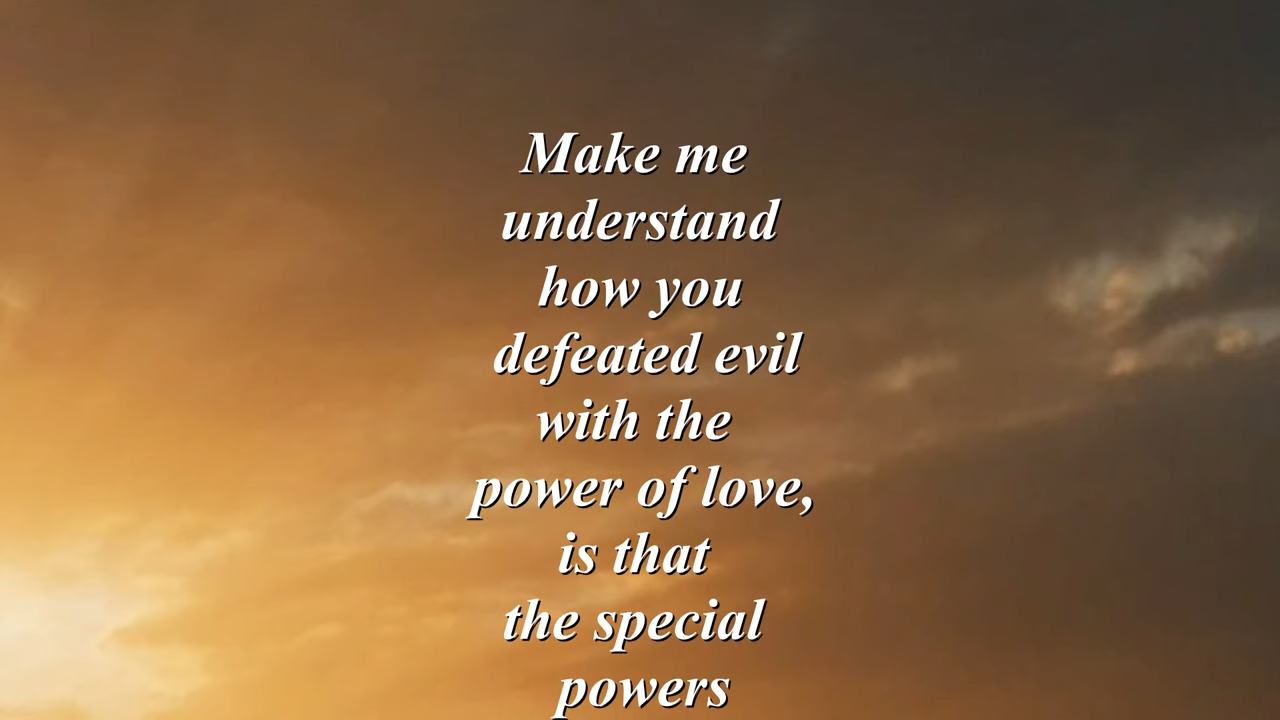 Make me
understand
how you
defeated evil
with the
power of love,
is that
the special
powers